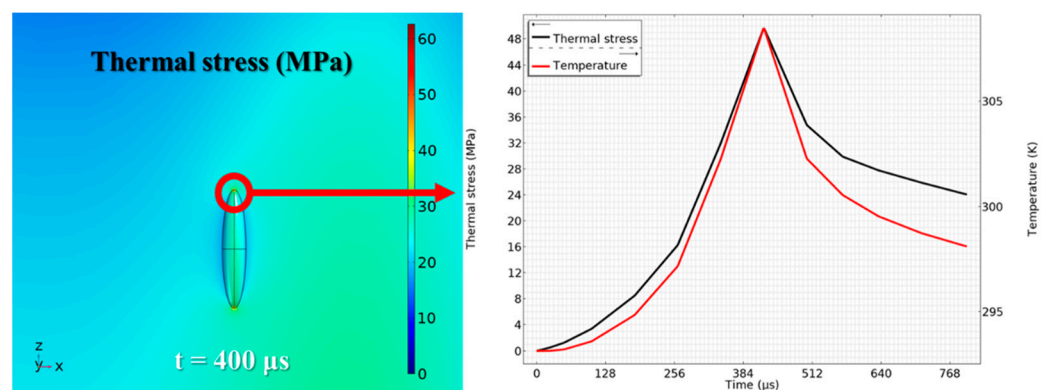 Thermal stress (MPa)
60
50
40
30
20
10
0
z
y x
t = 400 µs
Thermal stress (MPa)
48
44
40
36
32
28
24
20
16
12
8
4
0
Thermal stress
Temperature
305
300
295
Temperature (K)
0 128 256 384 512 640 768
Time (µs)